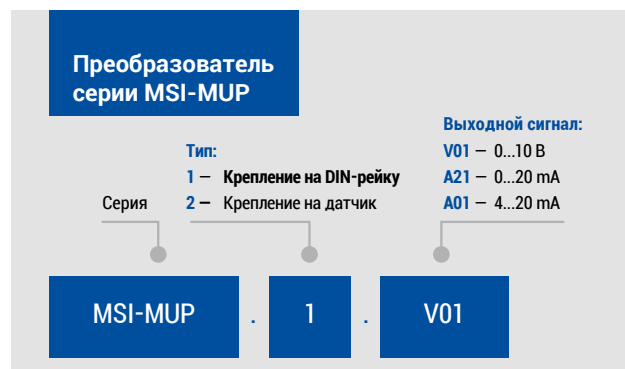 Преобразователь
серии MSI-MUP
Выходной сигнал:
Тип:
V01 – 0...10 В
1 – Крепление на DIN-рейку
A21 – 0...20 mA
Серия
2 – Крепление на датчик
A01 – 4...20 mA
MSI-MUP . 1 . V01